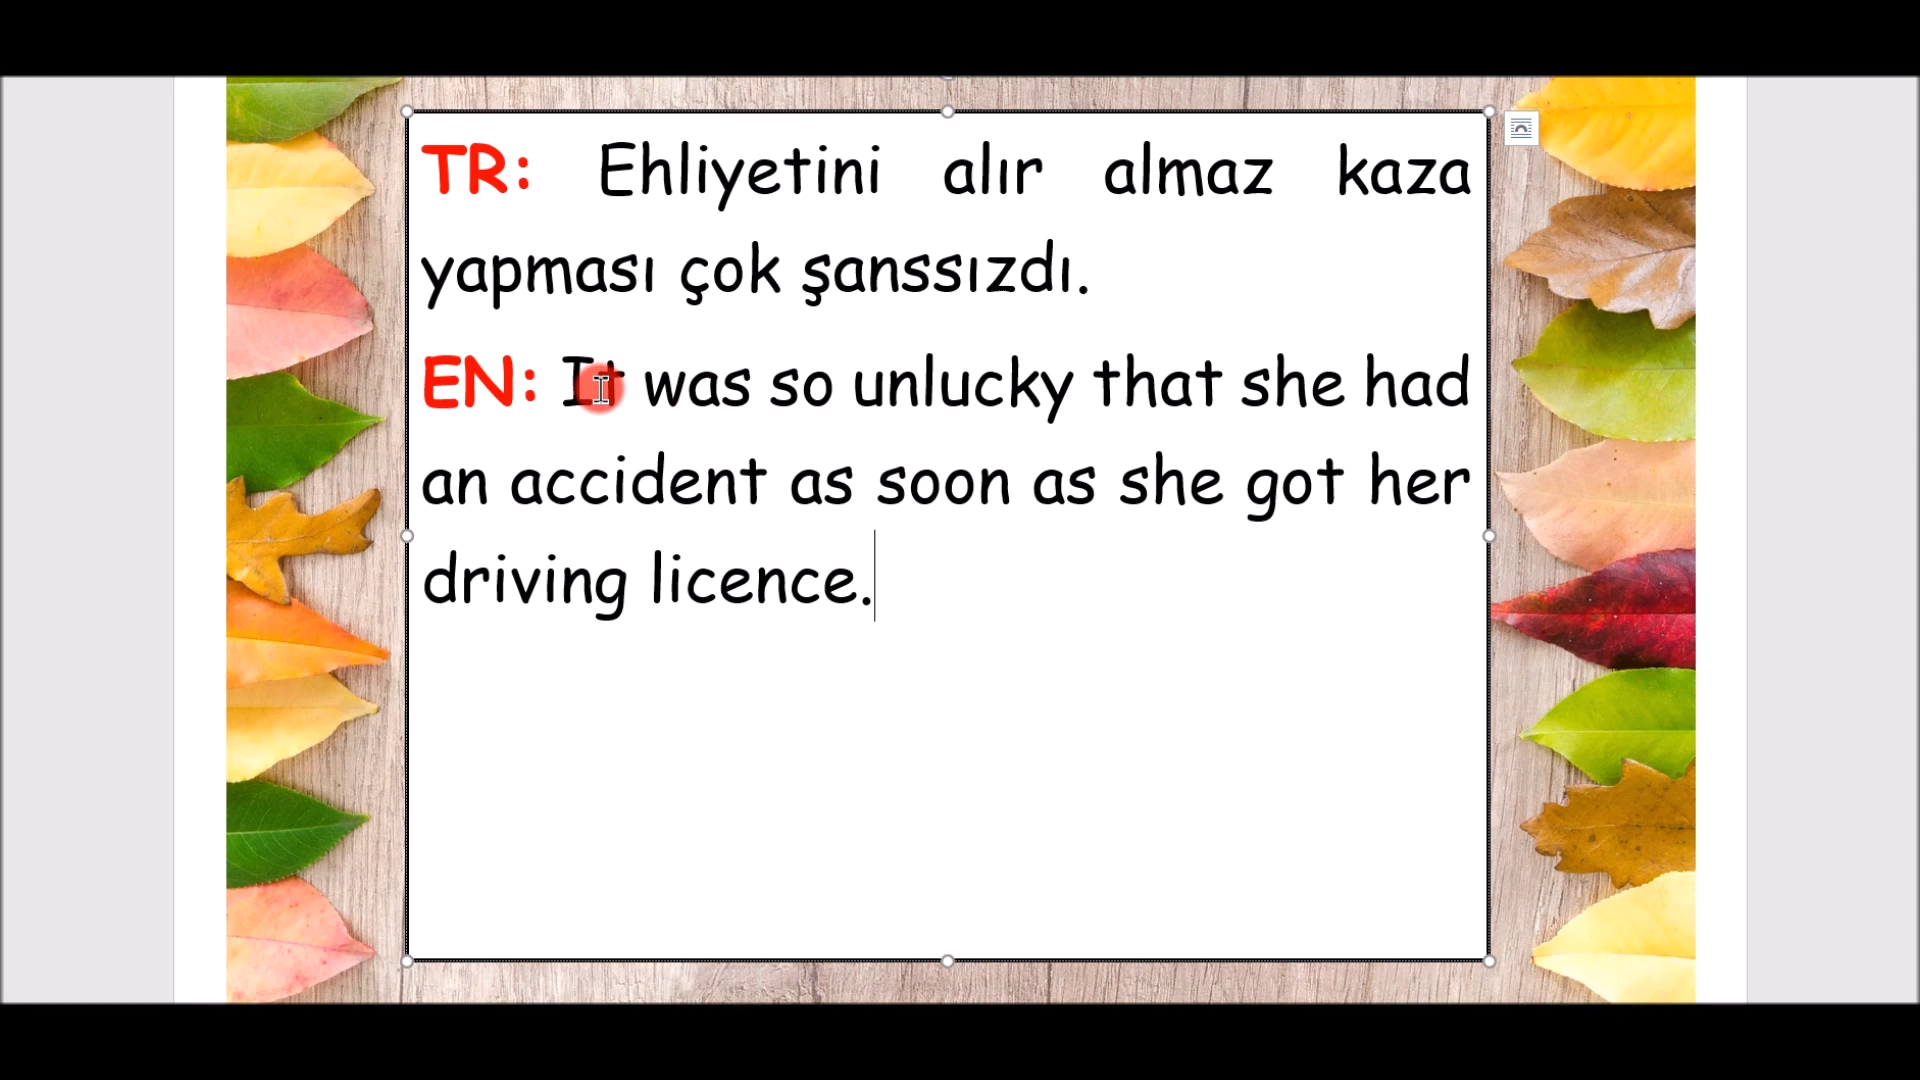 TR: Ehliyetini alır almaz kaza
yapması çok şanssızdı.
EN: It was so unlucky that she had
an accident as soon as she got her
driving licence.